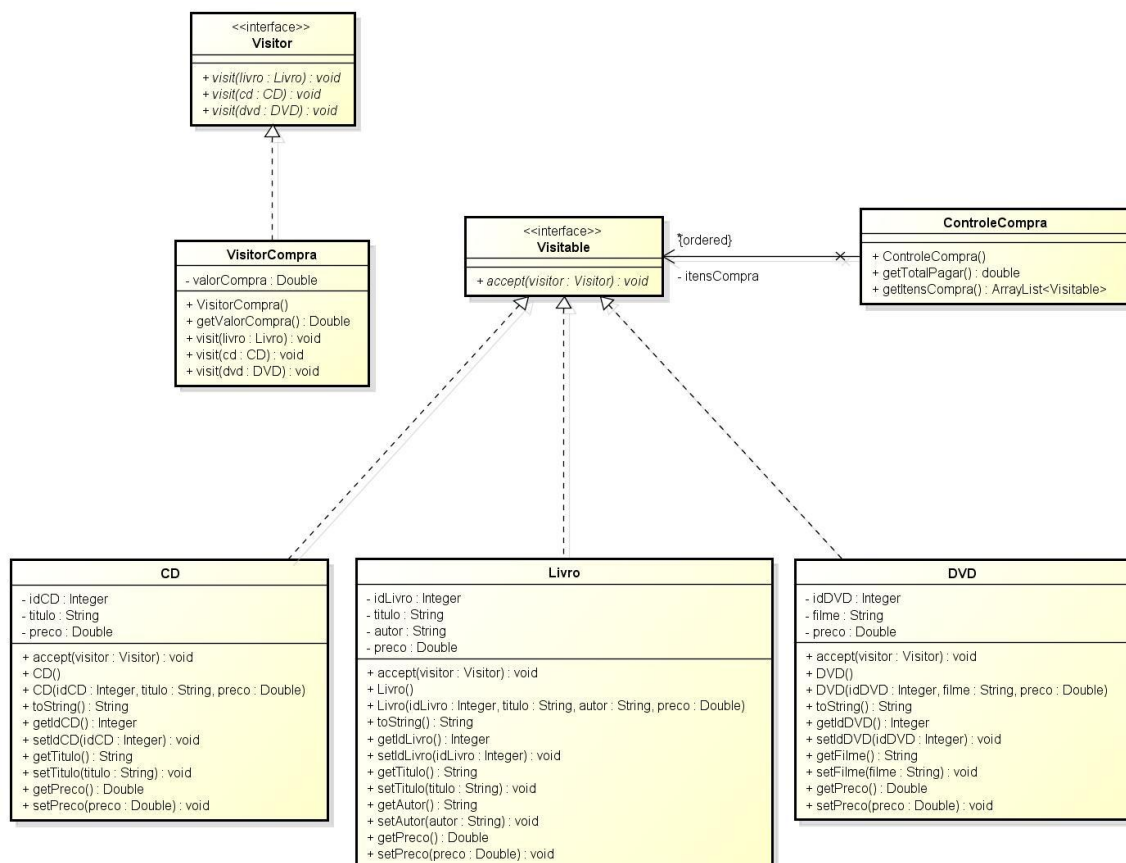 <<interface>>
Visitor
+ visit(livro : Livro) : void
+ visit(cd : CD) : void
+ visit(dvd : DVD) : void
VisitorCompra
- valorCompra : Double
+ VisitorCompra()
+ getValorCompra() : Double
+ visit(livro : Livro) : void
+ visit(cd : CD) : void
+ visit(dvd : DVD) : void
<<interface>>
Visitable
+ accept(visitor : Visitor) : void
*
{ordered}
- itensCompra
ControleCompra
+ ControleCompra()
+ getTotalPagar() : double
+ getItensCompra() : ArrayList<Visitable>
CD
- idCD : Integer
- titulo : String
- preco : Double
+ accept(visitor : Visitor) : void
+ CD()
+ CD(idCD : Integer, titulo : String, preco : Double)
+ toString() : String
+ getIdCD() : Integer
+ setIdCD(idCD : Integer) : void
+ getTitulo() : String
+ setTitulo(titulo : String) : void
+ getPreco() : Double
+ setPreco(preco : Double) : void
Livro
- idLivro : Integer
- titulo : String
- autor : String
- preco : Double
+ accept(visitor : Visitor) : void
+ Livro()
+ Livro(idLivro : Integer, titulo : String, autor : String, preco : Double)
+ toString() : String
+ getIdLivro() : Integer
+ setIdLivro(idLivro : Integer) : void
+ getTitulo() : String
+ setTitulo(titulo : String) : void
+ getAutor() : String
+ setAutor(autor : String) : void
+ getPreco() : Double
+ setPreco(preco : Double) : void
DVD
- idDVD : Integer
- filme : String
- preco : Double
+ accept(visitor : Visitor) : void
+ DVD()
+ DVD(idDVD : Integer, filme : String, preco : Double)
+ toString() : String
+ getIdDVD() : Integer
+ setIdDVD(idDVD : Integer) : void
+ getFilme() : String
+ setFilme(filme : String) : void
+ getPreco() : Double
+ setPreco(preco : Double) : void